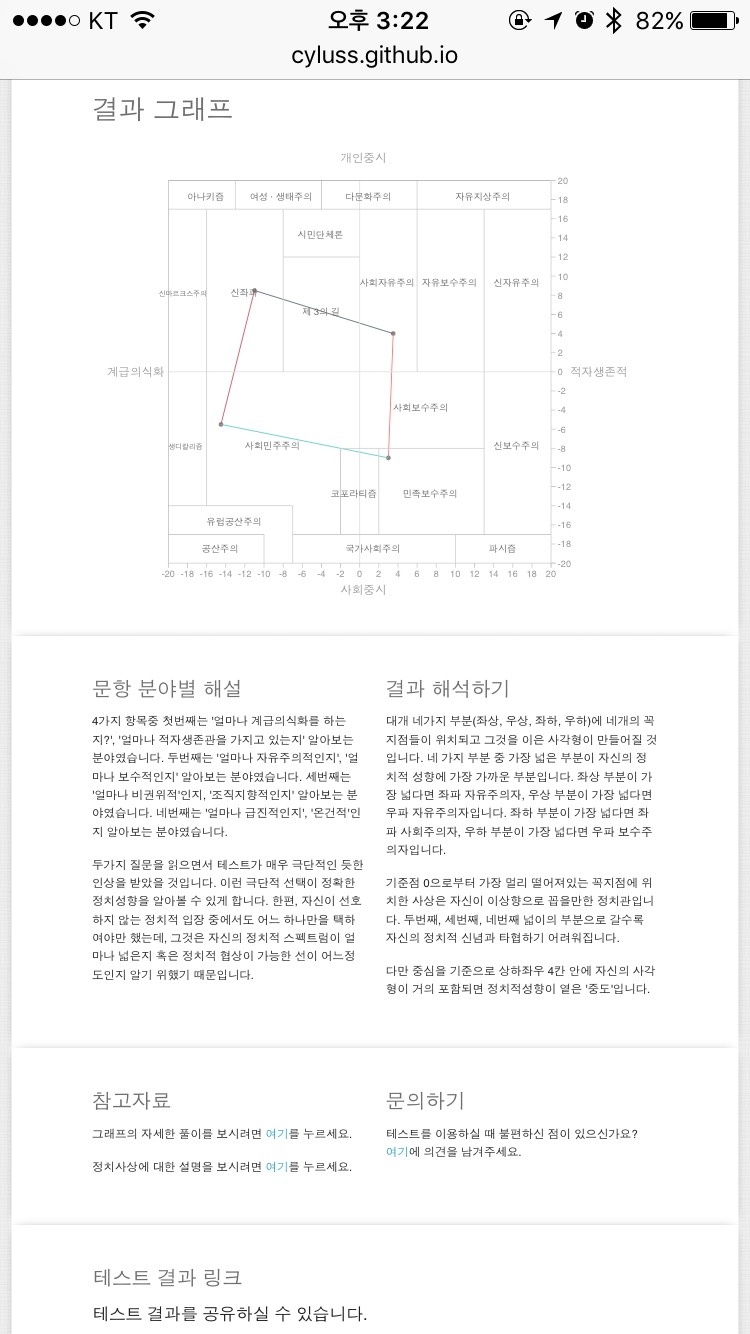 KT
오후 3:22
82%
cyluss.github.io
결과 그래프
개인중시
아나키즘
여성 · 생태주의
다문화주의
자유지상주의
시민단체론
신마르크스주의
신좌파
제 3의 길
사회자유주의
자유보수주의
신자유주의
계급의식화
적자생존적
사회보수주의
생디칼리즘
사회민주주의
신보수주의
코포라티즘
민족보수주의
유럽공산주의
공산주의
국가사회주의
파시즘
20
18
16
14
12
10
8
6
4
2
0
-2
-4
-6
-8
-10
-12
-14
-16
-18
-20
-20 -18 -16 -14 -12 -10 -8 -6 -4 -2 0 2 4 6 8 10 12 14 16 18 20
사회중시
문항 분야별 해설
4가지 항목중 첫번째는 '얼마나 계급의식화를 하는
지?', '얼마나 적자생존관을 가지고 있는지' 알아보는
분야였습니다. 두번째는 '얼마나 자유주의적인지', '얼
마나 보수적인지' 알아보는 분야였습니다. 세번째는
'얼마나 비권위적'인지, '조직지향적인지' 알아보는 분
야였습니다. 네번째는 '얼마나 급진적인지', '온건적'인
지 알아보는 분야였습니다.
두가지 질문을 읽으면서 테스트가 매우 극단적인 듯한
인상을 받았을 것입니다. 이런 극단적 선택이 정확한
정치성향을 알아볼 수 있게 합니다. 한편, 자신이 선호
하지 않는 정치적 입장 중에서도 어느 하나만을 택하
여야만 했는데, 그것은 자신의 정치적 스펙트럼이 얼
마나 넓은지 혹은 정치적 협상이 가능한 선이 어느정
도인지 알기 위했기 때문입니다.
결과 해석하기
대개 네가지 부분(좌상, 우상, 좌하, 우하)에 네개의 꼭
지점들이 위치되고 그것을 이은 사각형이 만들어질 것
입니다. 네 가지 부분 중 가장 넓은 부분이 자신의 정
치적 성향에 가장 가까운 부분입니다. 좌상 부분이 가
장 넓다면 좌파 자유주의자, 우상 부분이 가장 넓다면
우파 자유주의자입니다. 좌하 부분이 가장 넓다면 좌
파 사회주의자, 우하 부분이 가장 넓다면 우파 보수주
의자입니다.
기준점 0으로부터 가장 멀리 떨어져있는 꼭지점에 위
치한 사상은 자신이 이상향으로 꼽을만한 정치관입니
다. 두번째, 세번째, 네번째 넓이의 부분으로 갈수록
자신의 정치적 신념과 타협하기 어려워집니다.
다만 중심을 기준으로 상하좌우 4칸 안에 자신의 사각
형이 거의 포함되면 정치적성향이 옅은 '중도'입니다.
참고자료
그래프의 자세한 풀이를 보시려면 여기를 누르세요.
정치사상에 대한 설명을 보시려면 여기를 누르세요.
문의하기
테스트를 이용하실 때 불편하신 점이 있으신가요?
여기에 의견을 남겨주세요.
테스트 결과 링크
테스트 결과를 공유하실 수 있습니다.